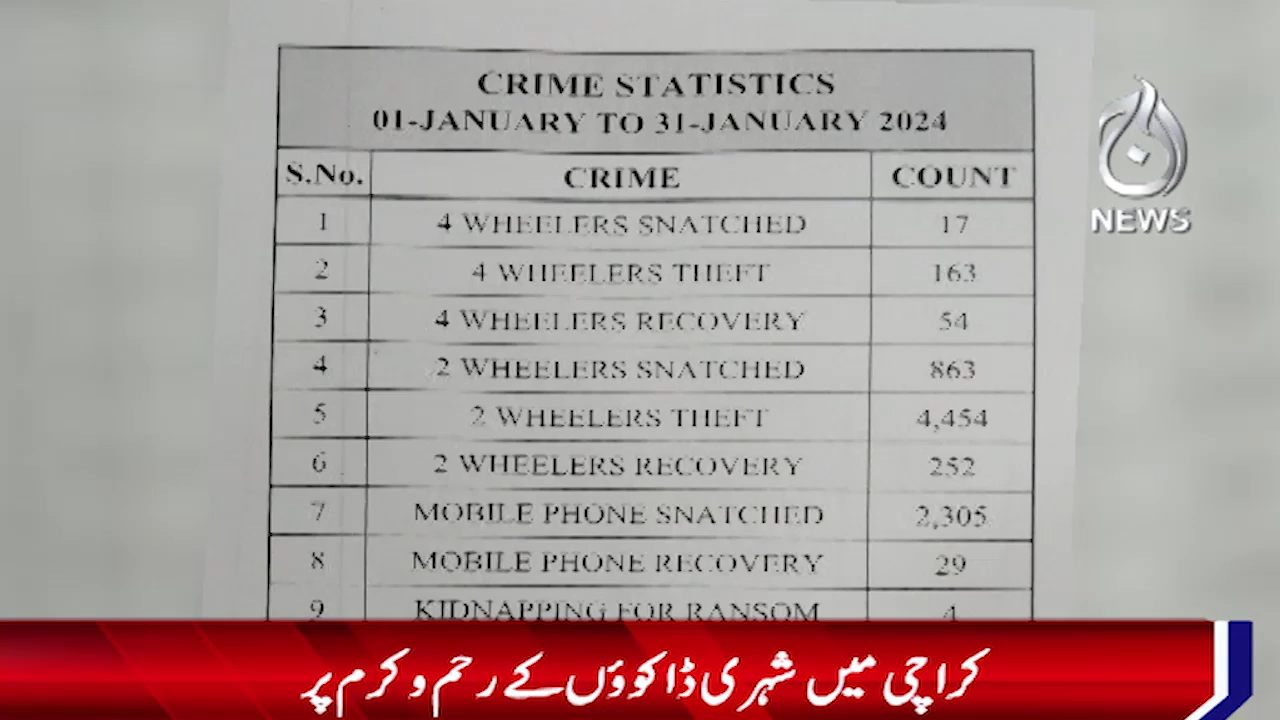 CRIME STATISTICS
01-JANUARY TO 31-JANUARY 2024
S.No. CRIME COUNT
1 4 WHEELERS SNATCHED 17
2 4 WHEELERS THEFT 163
3 4 WHEELERS RECOVERY 54
4 2 WHEELERS SNATCHED 863
5 2 WHEELERS THEFT 4,454
6 2 WHEELERS RECOVERY 252
7 MOBILE PHONE SNATCHED 2,305
8 MOBILE PHONE RECOVERY 29
9 KIDNAPPING FOR RANSOM 4
NEWS
کراچی میں شہری ڈاکوؤں کے رحم و کرم پر